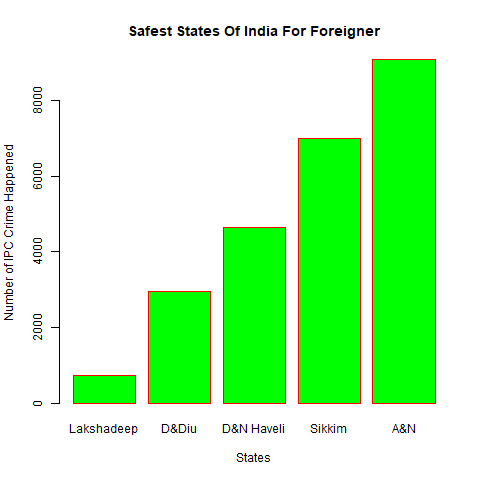 Safest States Of India For Foreigner
Number of IPC Crime Happened
8000
6000
4000
2000
0
Lakshadeep D&Diu D&N Haveli Sikkim A&N
States